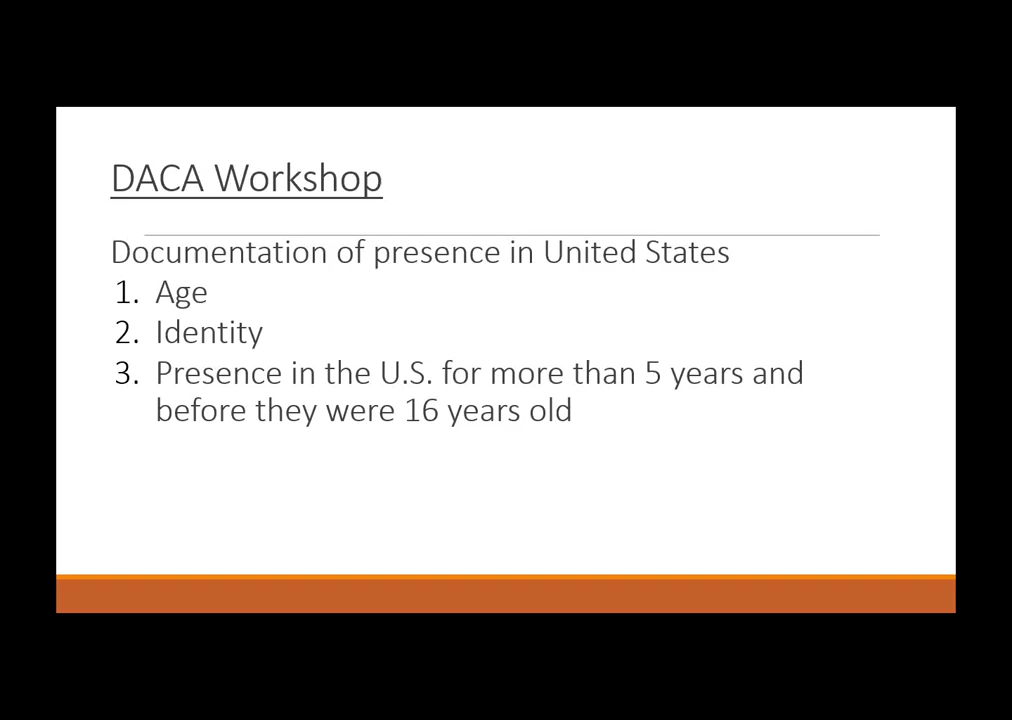 DACA Workshop
Documentation of presence in United States
1. Age
2. Identity
3. Presence in the U.S. for more than 5 years and
before they were 16 years old